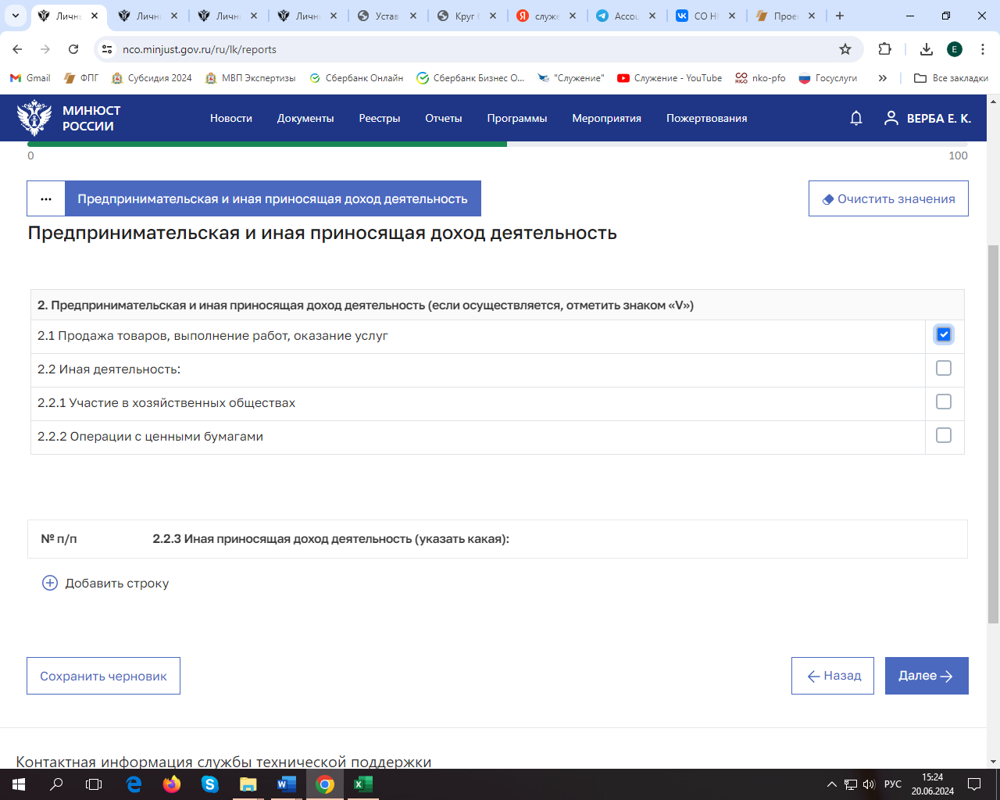 Личны
Личны
Личны
Личны
Устав
Круг
служе
Accou
СО Н
Прое
nco.minjust.gov.ru/ru/lk/reports
E
Gmail
ФПГ
Субсидия 2024
МВП Экспертизы
Сбербанк Онлайн
Сбербанк Бизнес О...
"Служение"
Служение - YouTube
nko-pfo
Госуслуги
Все закладки
МИНЮСТ
РОССИИ
Новости
Документы
Реестры
Отчеты
Программы
Мероприятия
Пожертвования
ВЕРБА Е. К.
0
100
...
Предпринимательская и иная приносящая доход деятельность
Очистить значения
Предпринимательская и иная приносящая доход деятельность
2. Предпринимательская и иная приносящая доход деятельность (если осуществляется, отметить знаком «V»)
2.1 Продажа товаров, выполнение работ, оказание услуг
2.2 Иная деятельность:
2.2.1 Участие в хозяйственных обществах
2.2.2 Операции с ценными бумагами
№ п/п
2.2.3 Иная приносящая доход деятельность (указать какая):
Добавить строку
Сохранить черновик
Назад
Далее
Контактная информация службы технической поддержки
РУС
15:24
20.06.2024